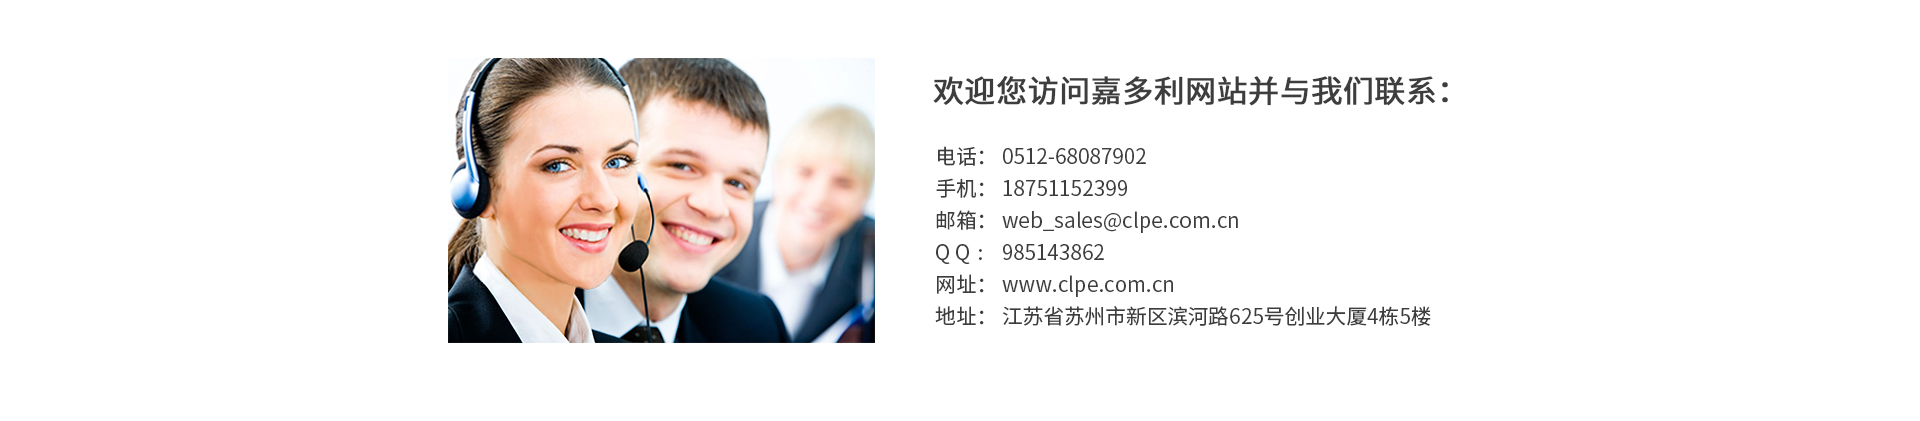 欢迎您访问嘉多利网站并与我们联系：
电话： 0512-68087902
手机： 18751152399
邮箱： web_sales@clpe.com.cn
Q Q ： 985143862
网址： www.clpe.com.cn
地址： 江苏省苏州市新区滨河路625号创业大厦4栋5楼